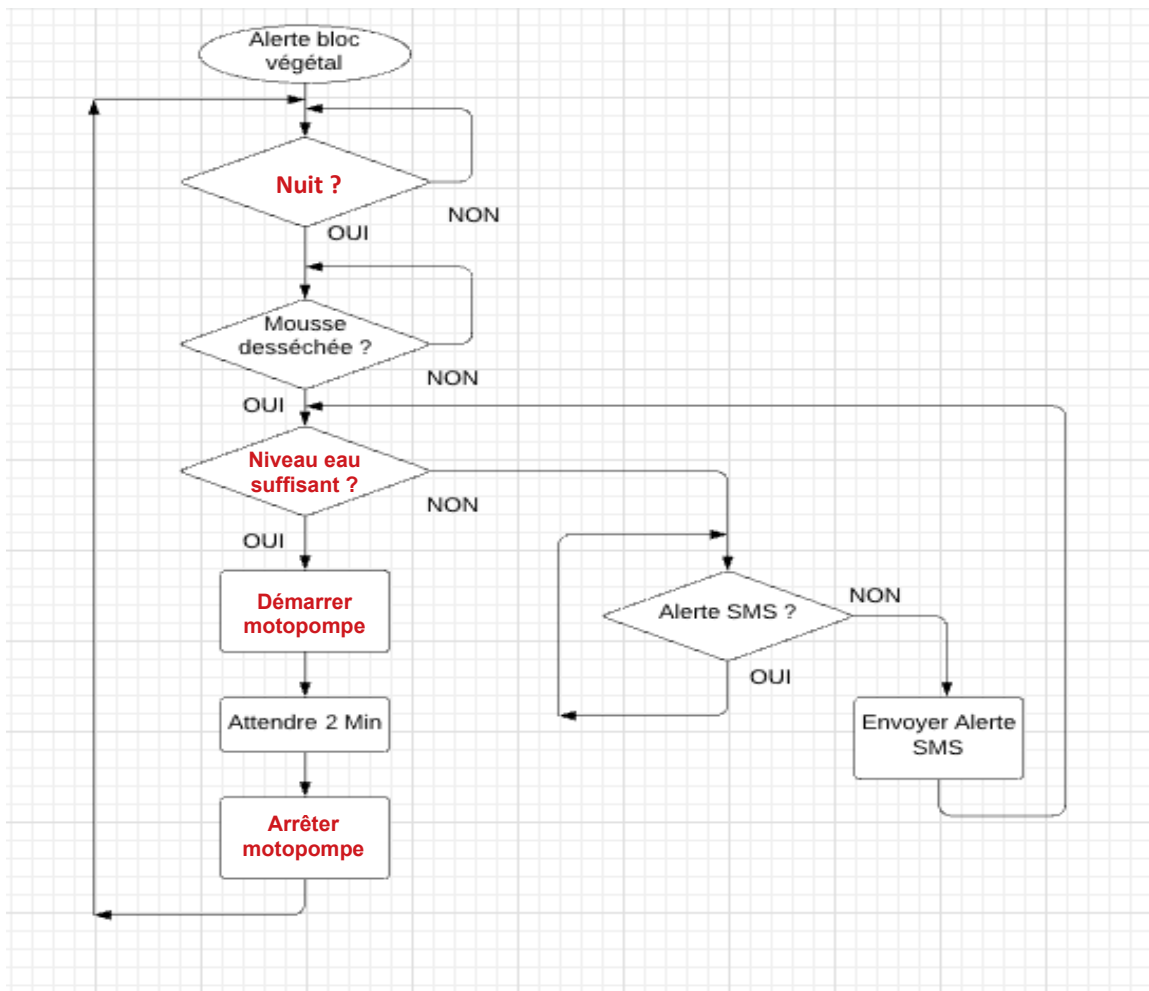 Alerte bloc
végétal
Nuit ?
NON
OUI
Mousse
desséchée ?
NON
OUI
Niveau eau
suffisant ?
NON
OUI
Démarrer
motopompe
Attendre 2 Min
Arrêter
motopompe
Alerte SMS ?
NON
OUI
Envoyer Alerte
SMS